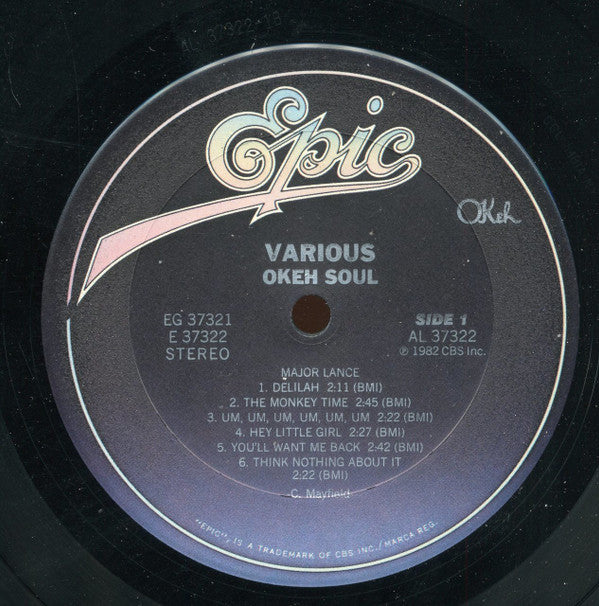 AL 37322-1B
Epic
OKeh
VARIOUS
OKEH SOUL
EG 37321
E 37322
STEREO
SIDE 1
AL 37322
℗ 1982 CBS Inc.
MAJOR LANCE
1. DELILAH 2:11 (BMI)
2. THE MONKEY TIME 2:45 (BMI)
3. UM, UM, UM, UM, UM, UM 2:22 (BMI)
4. HEY LITTLE GIRL 2:27 (BMI)
5. YOU'LL WANT ME BACK 2:42 (BMI)
6. THINK NOTHING ABOUT IT
2:22 (BMI)
C. Mayfield
"EPIC", IS A TRADEMARK OF CBS INC./MARCA REG.